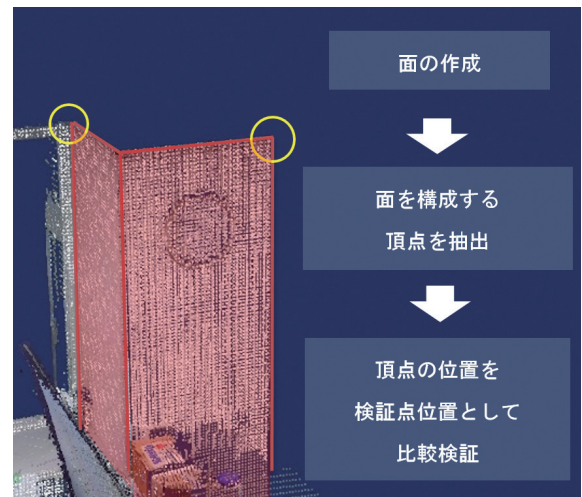 面の作成
面を構成する
頂点を抽出
頂点の位置を
検証点位置として
比較検証